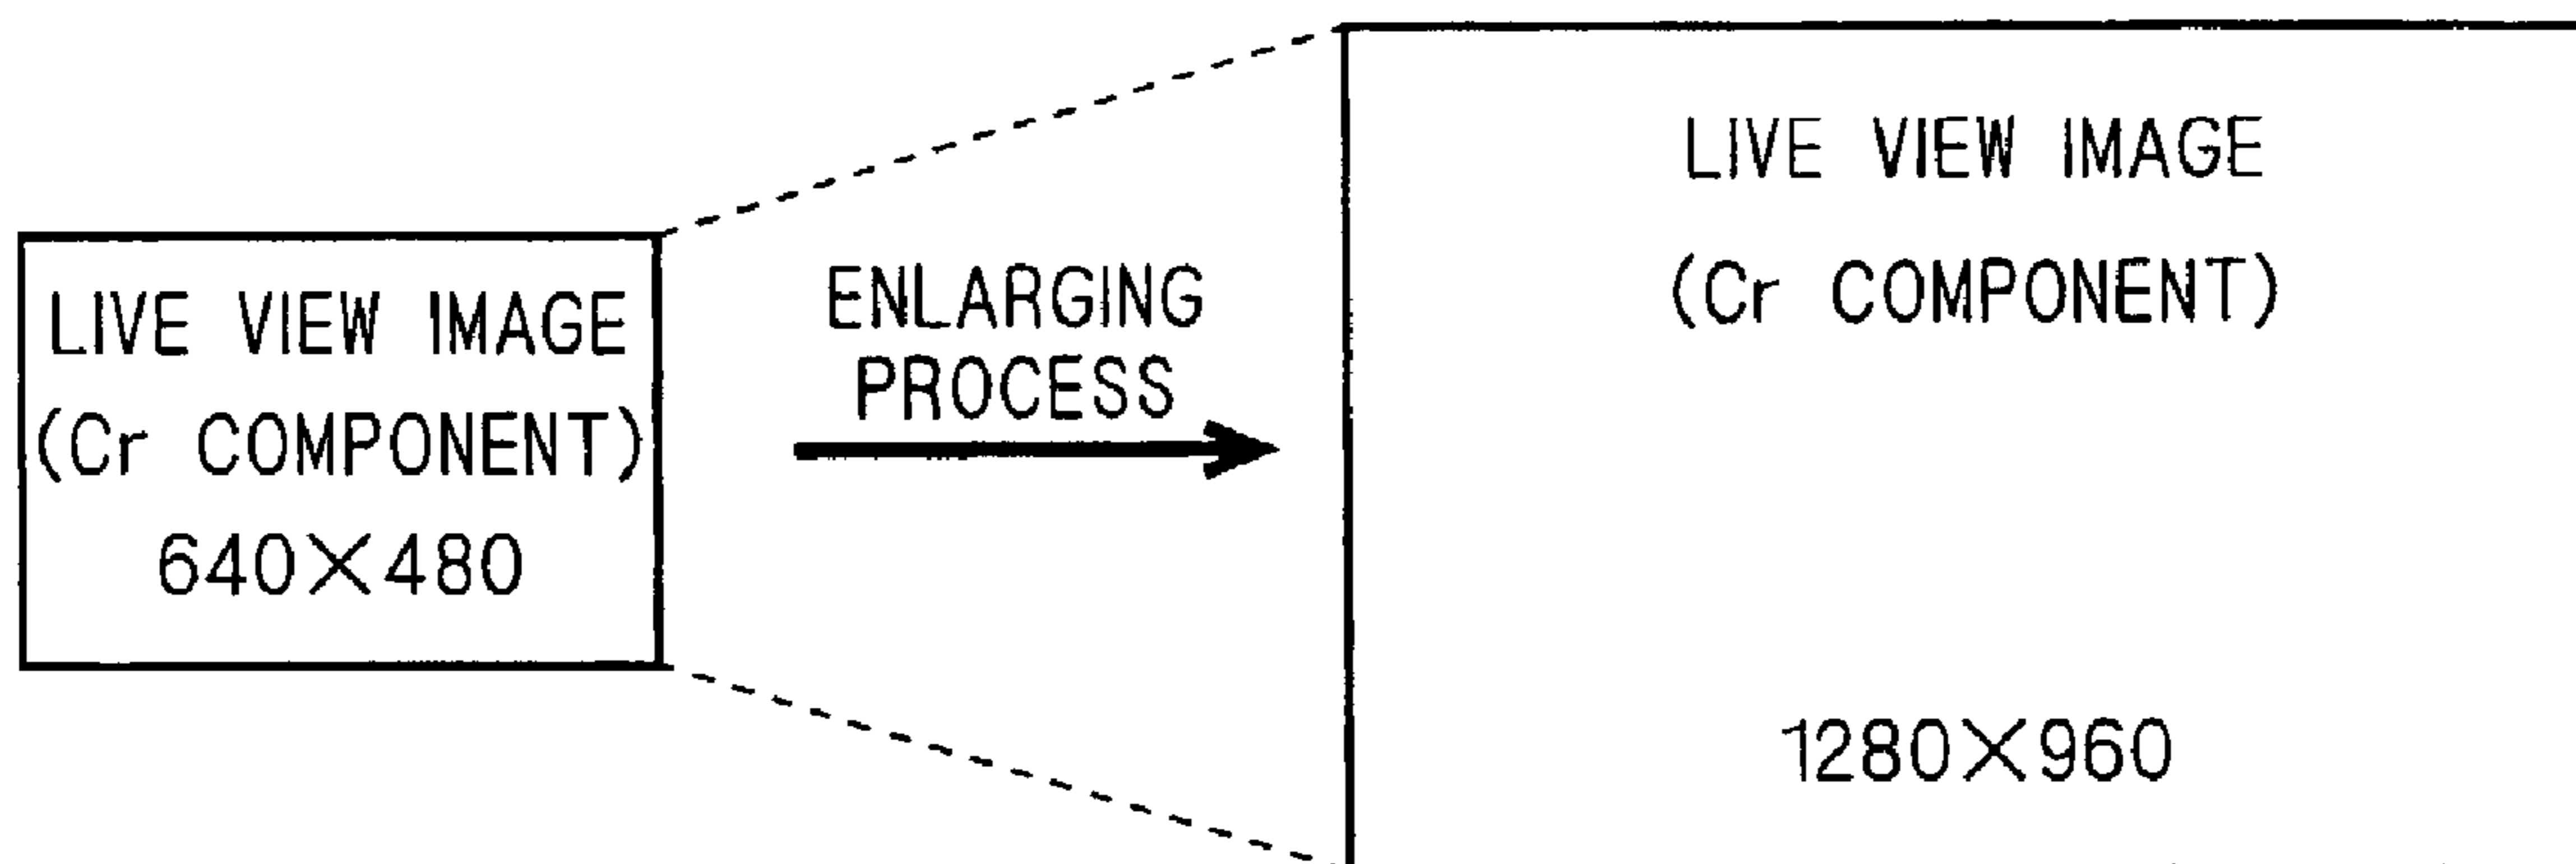 LIVE VIEW IMAGE
(Cr COMPONENT)
640×480
ENLARGING
PROCESS
LIVE VIEW IMAGE
(Cr COMPONENT)
1280×960